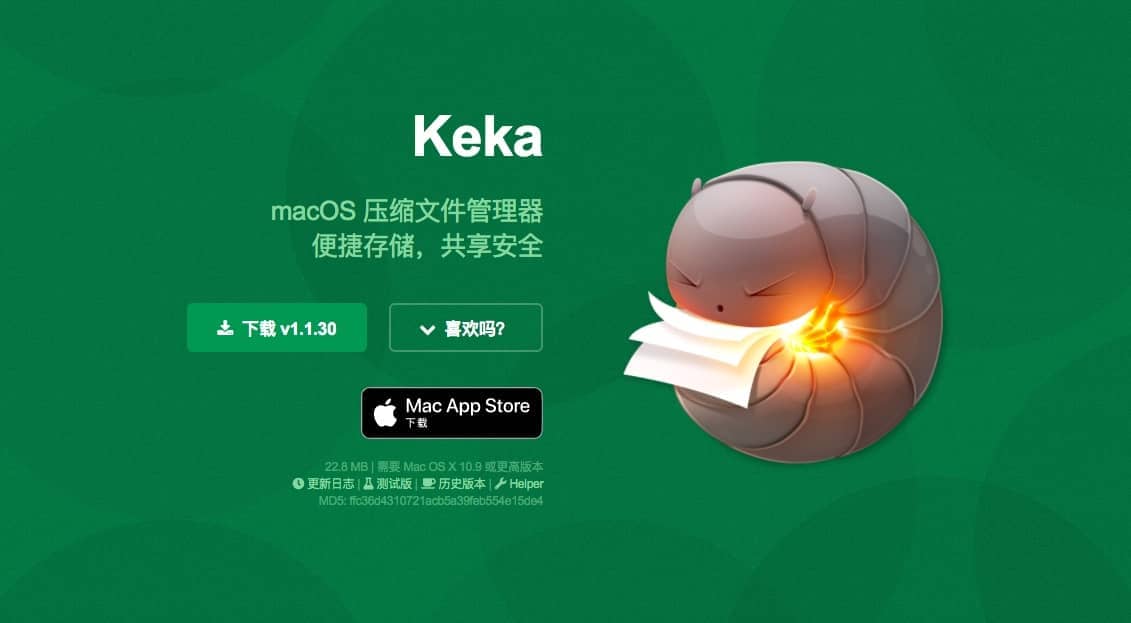 Keka
macOS 压缩文件管理器
便捷存储，共享安全
下载 v1.1.30
喜欢吗?
Mac App Store
下载
22.8 MB | 需要 Mac OS X 10.9 或更高版本
更新日志 | 测试版 | 历史版本 | Helper
MD5: ffc36d4310721acb5a39feb554e15de4